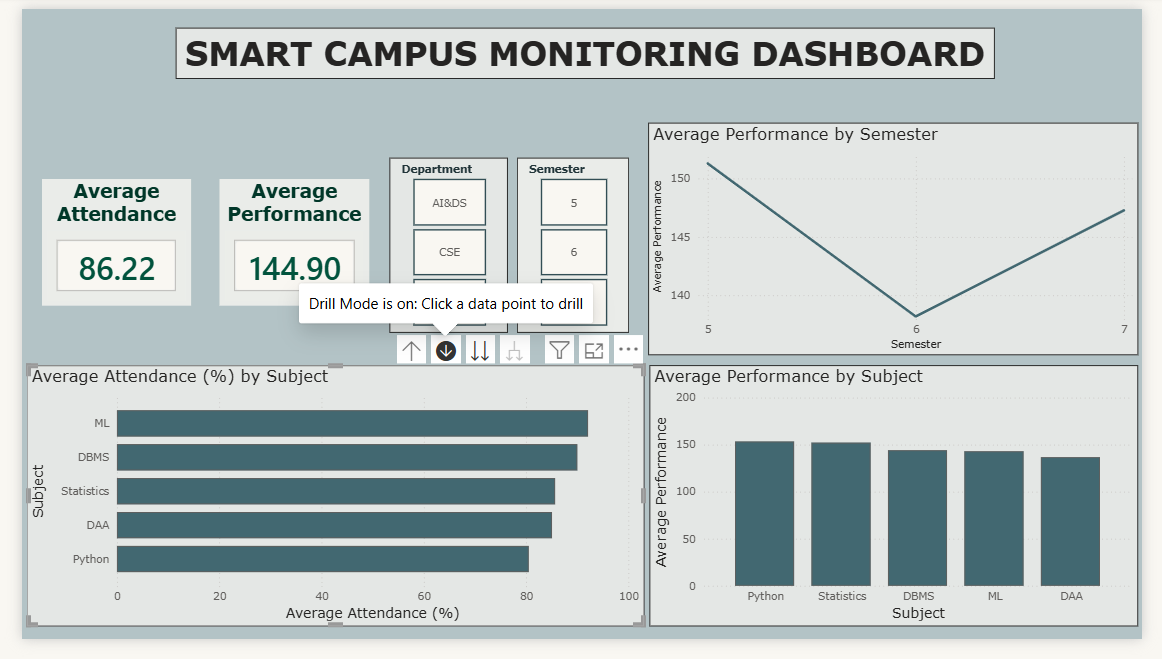 SMART CAMPUS MONITORING DASHBOARD
Average
Attendance
86.22
Average
Performance
144.90
Department
AI&DS
CSE
Semester
5
6
Drill Mode is on: Click a data point to drill
Average Performance by Semester
Average Performance
150
145
140
5
6
7
Semester
Average Attendance (%) by Subject
Subject
ML
DBMS
Statistics
DAA
Python
0
20
40
60
80
100
Average Attendance (%)
Average Performance by Subject
Average Performance
200
150
100
50
0
Python
Statistics
DBMS
ML
DAA
Subject